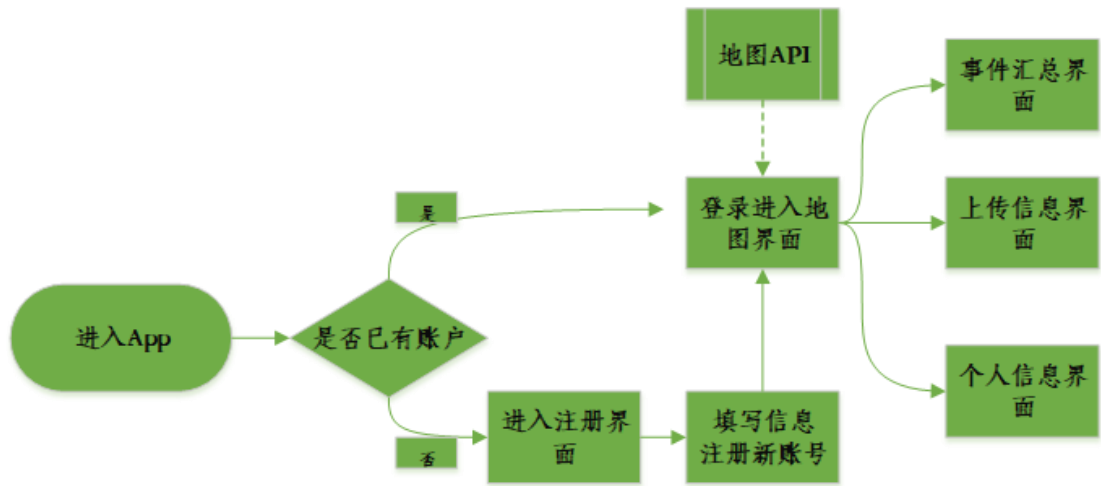 地图API
事件汇总界
面
是
登录进入地
图界面
上传信息界
面
进入App
是否已有账户
个人信息界
面
进入注册界
面
填写信息
注册新账号
否